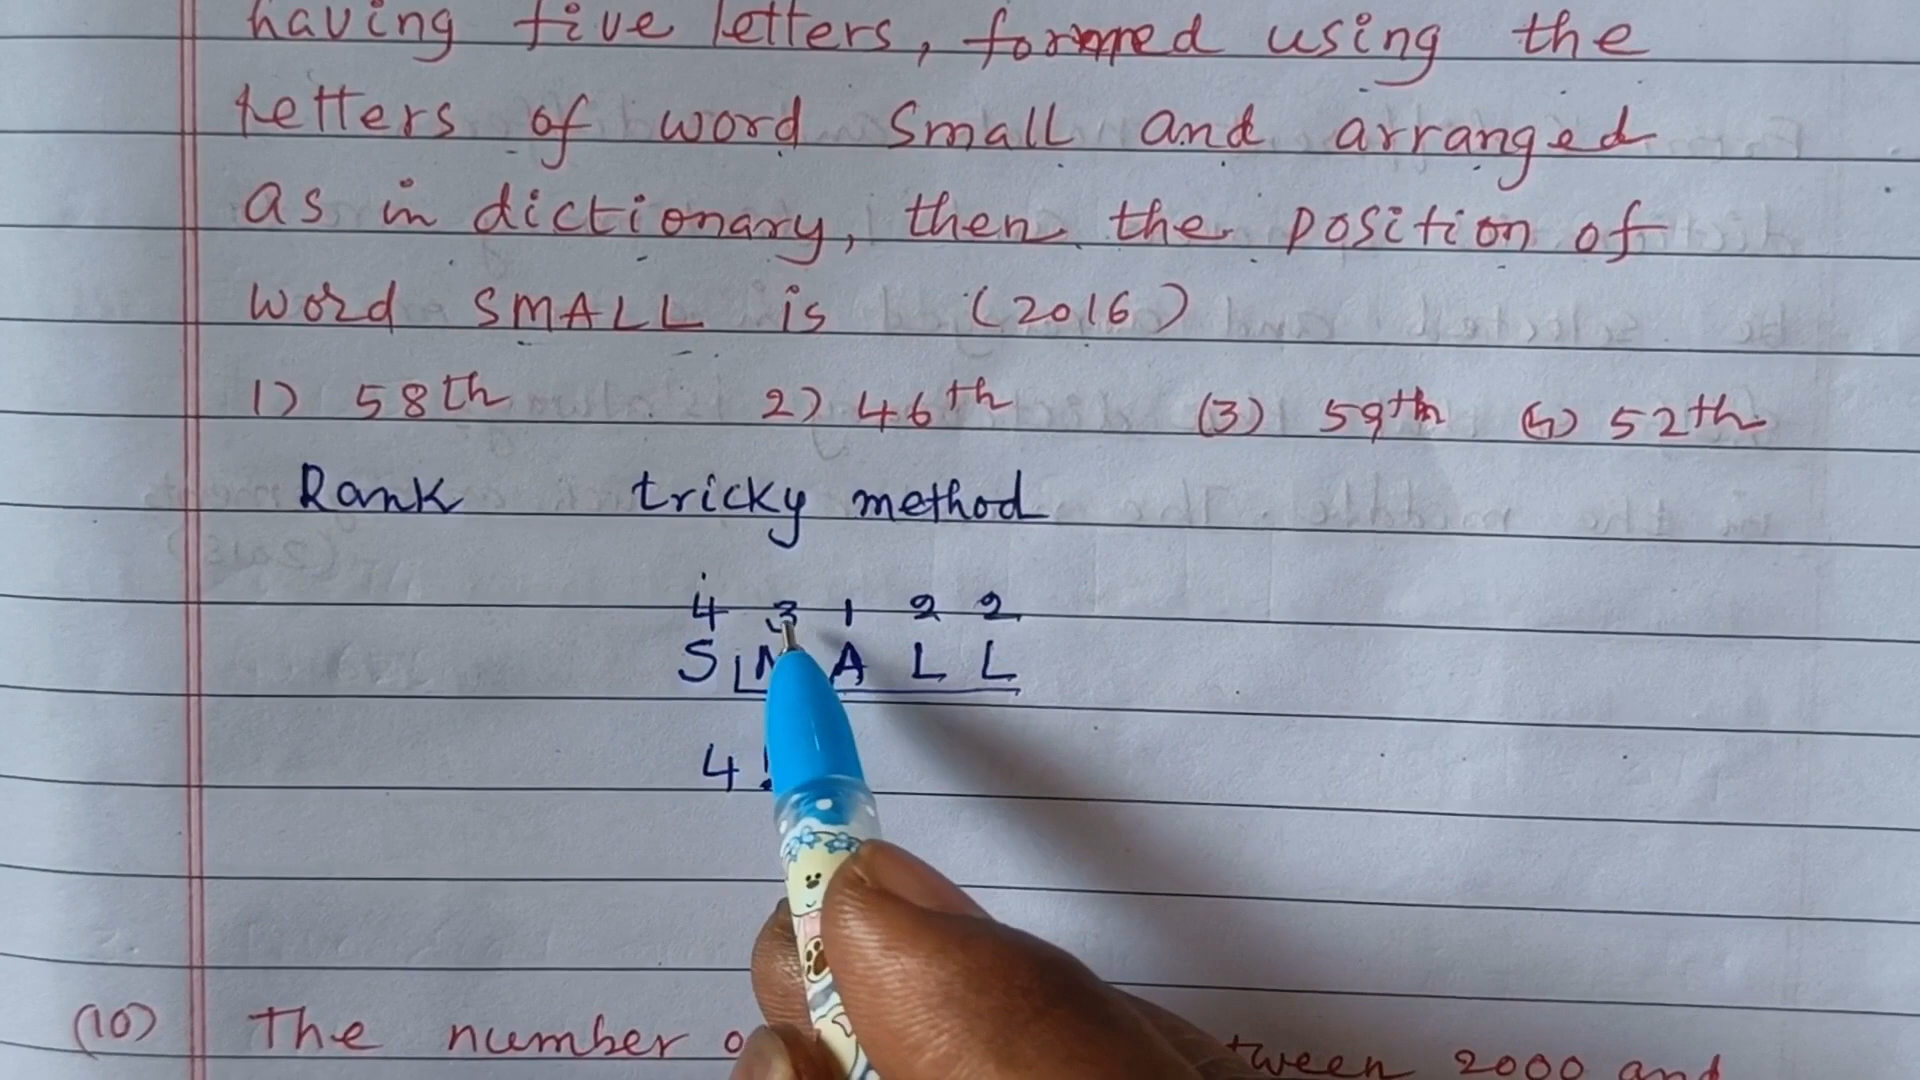 having five letters, formed using the
Letters of word Small and arranged
as in dictionary, then the position of
word SMALL is (2016)
1) 58th 2) 46th (3) 59th (4) 52th
Rank tricky method
4 3 1 2 2
S M A L L
4!
(10) The number 2000 and